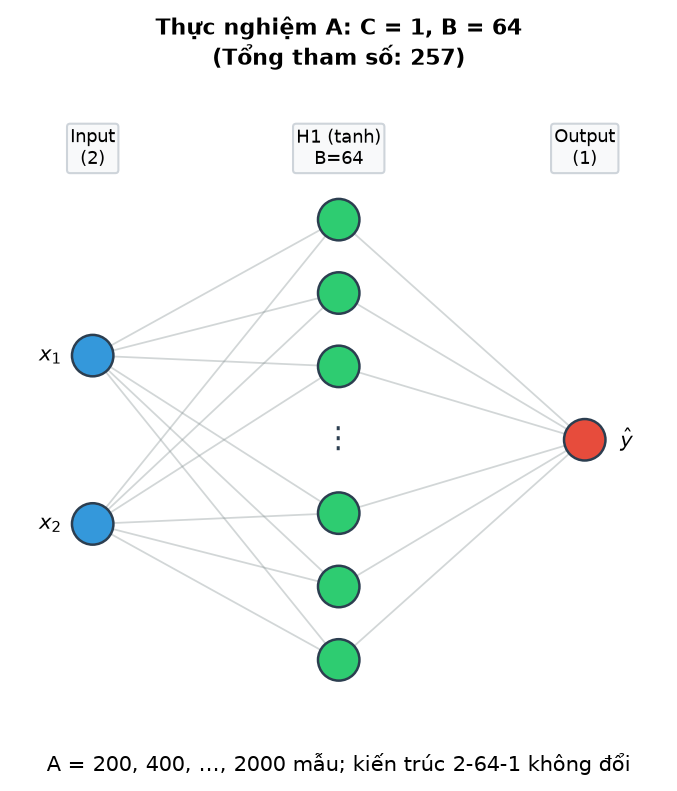 Thực nghiệm A: C = 1, B = 64
(Tổng tham số: 257)
Input
(2)
H1 (tanh)
B=64
Output
(1)
x₁
⋮
ŷ
x₂
A = 200, 400, ..., 2000 mẫu; kiến trúc 2-64-1 không đổi